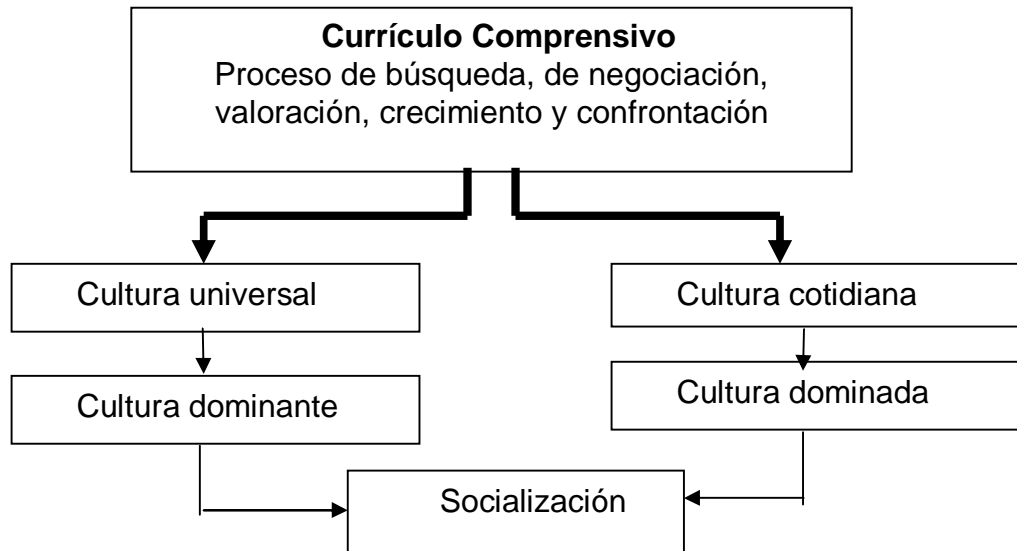 Currículo Comprensivo
Proceso de búsqueda, de negociación,
valoración, crecimiento y confrontación
Cultura universal
Cultura cotidiana
Cultura dominante
Cultura dominada
Socialización